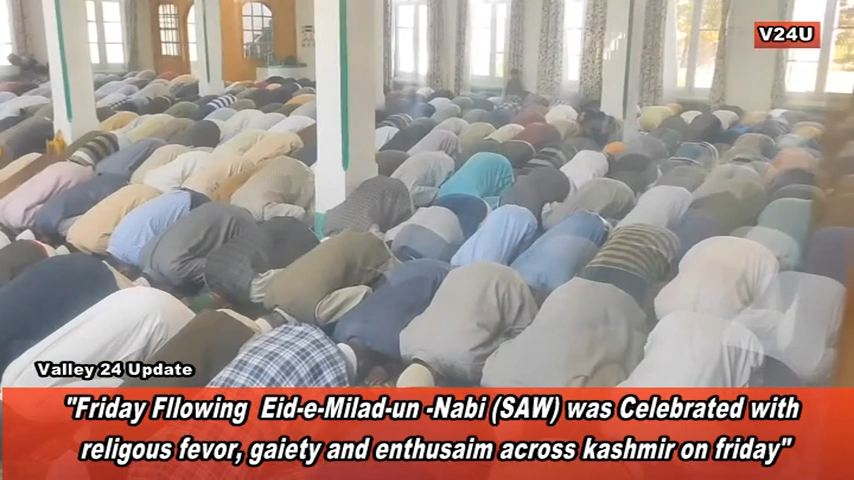 V24U
Valley 24 Update
"Friday Fllowing Eid-e-Milad-un -Nabi (SAW) was Celebrated with
religous fevor, gaiety and enthusaim across kashmir on friday"